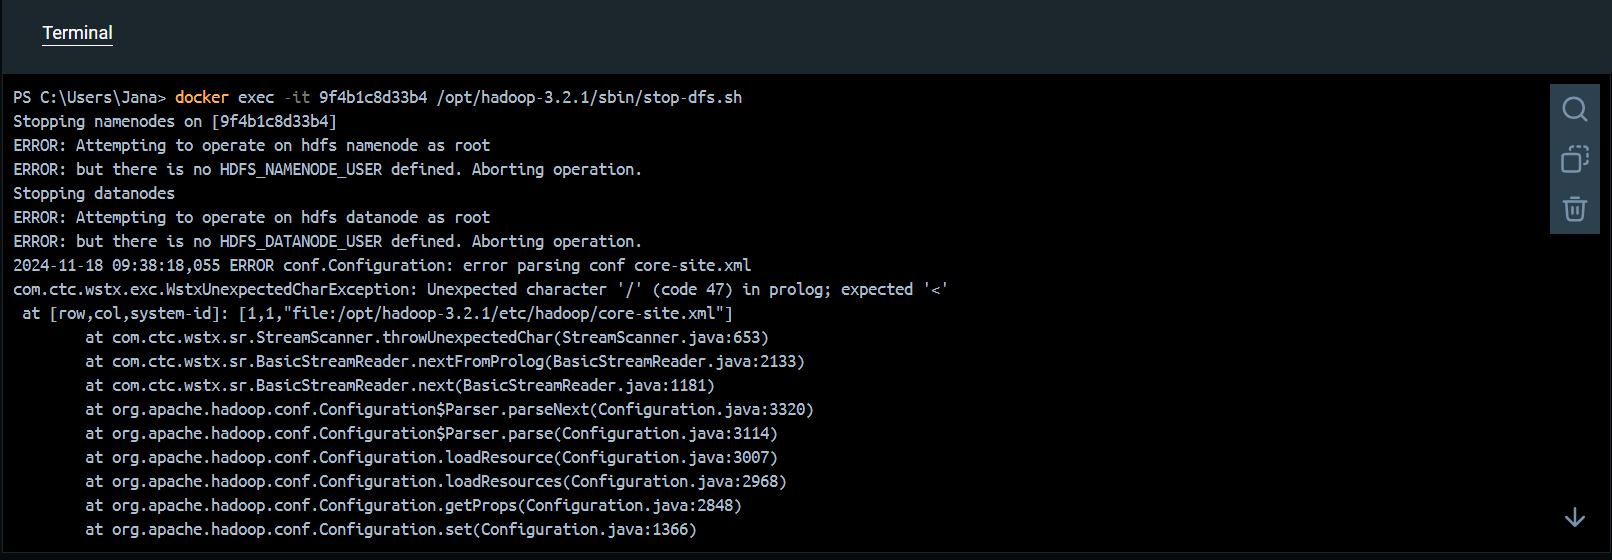 Terminal
PS C:\Users\Jana> docker exec -it 9f4b1c8d33b4 /opt/hadoop-3.2.1/sbin/stop-dfs.sh
Stopping namenodes on [9f4b1c8d33b4]
ERROR: Attempting to operate on hdfs namenode as root
ERROR: but there is no HDFS_NAMENODE_USER defined. Aborting operation.
Stopping datanodes
ERROR: Attempting to operate on hdfs datanode as root
ERROR: but there is no HDFS_DATANODE_USER defined. Aborting operation.
2024-11-18 09:38:18,055 ERROR conf.Configuration: error parsing conf core-site.xml
com.ctc.wstx.exc.WstxUnexpectedCharException: Unexpected character '/' (code 47) in prolog; expected '<'
 at [row,col,system-id]: [1,1,"file:/opt/hadoop-3.2.1/etc/hadoop/core-site.xml"]
        at com.ctc.wstx.sr.StreamScanner.throwUnexpectedChar(StreamScanner.java:653)
        at com.ctc.wstx.sr.BasicStreamReader.nextFromProlog(BasicStreamReader.java:2133)
        at com.ctc.wstx.sr.BasicStreamReader.next(BasicStreamReader.java:1181)
        at org.apache.hadoop.conf.Configuration$Parser.parseNext(Configuration.java:3320)
        at org.apache.hadoop.conf.Configuration$Parser.parse(Configuration.java:3114)
        at org.apache.hadoop.conf.Configuration.loadResource(Configuration.java:3007)
        at org.apache.hadoop.conf.Configuration.loadResources(Configuration.java:2968)
        at org.apache.hadoop.conf.Configuration.getProps(Configuration.java:2848)
        at org.apache.hadoop.conf.Configuration.set(Configuration.java:1366)